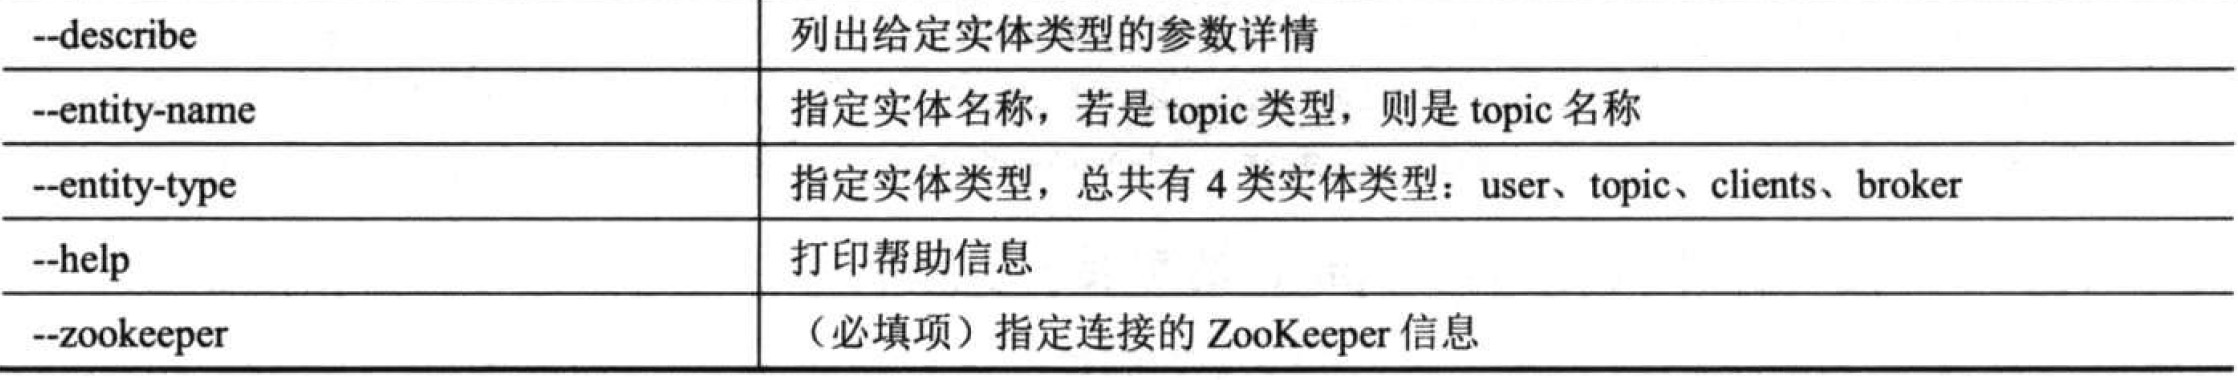 --describe 列出给定实体类型的参数详情
--entity-name 指定实体名称，若是 topic 类型，则是 topic 名称
--entity-type 指定实体类型，总共有 4 类实体类型：user、topic、clients、broker
--help 打印帮助信息
--zookeeper （必填项）指定连接的 ZooKeeper 信息